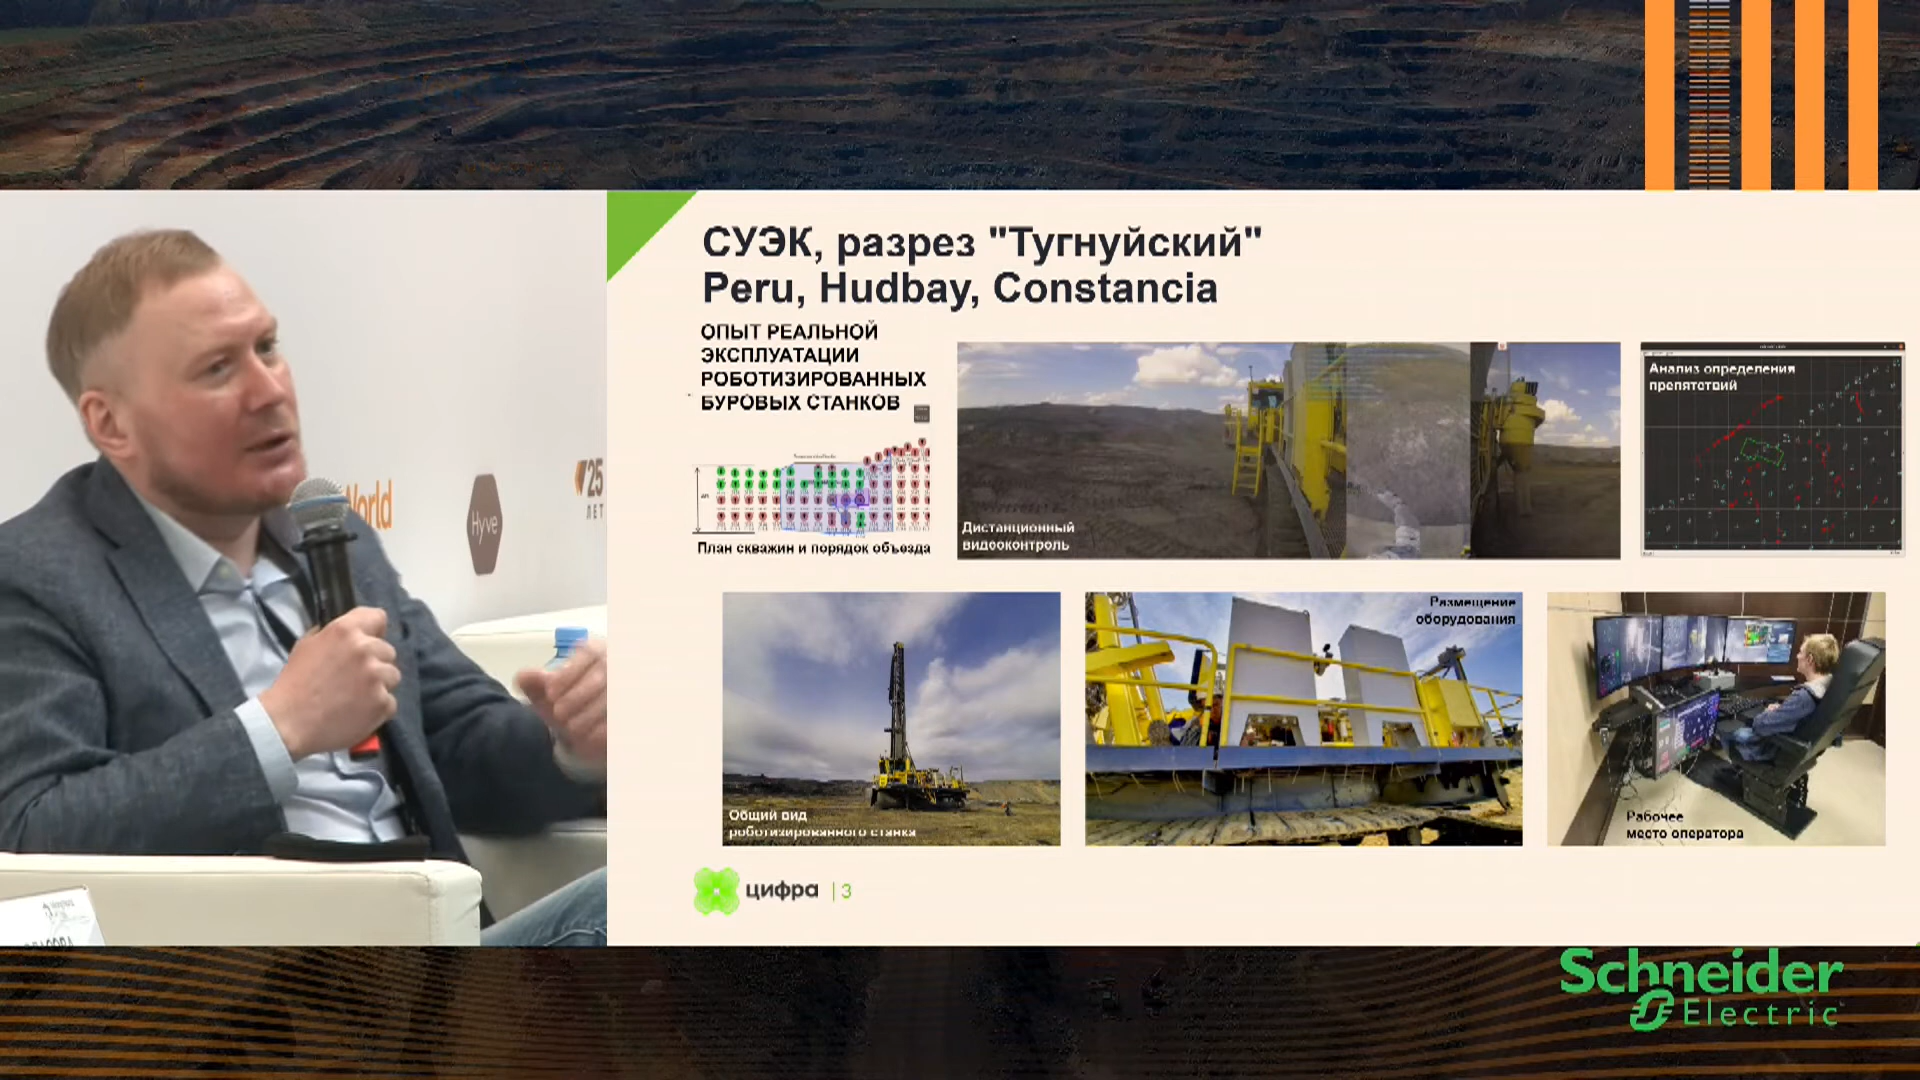 World
Hyve
25
ЛЕТ
СУЭК, разрез "Тугнуйский"
Peru, Hudbay, Constancia
ОПЫТ РЕАЛЬНОЙ
ЭКСПЛУАТАЦИИ
РОБОТИЗИРОВАННЫХ
БУРОВЫХ СТАНКОВ
План скважин и порядок объезда
Дистанционный
видеоконтроль
Анализ определения
препятствий
Общий вид
роботизированного станка
Размещение
оборудования
Рабочее
место оператора
цифра | 3
Schneider
Electric